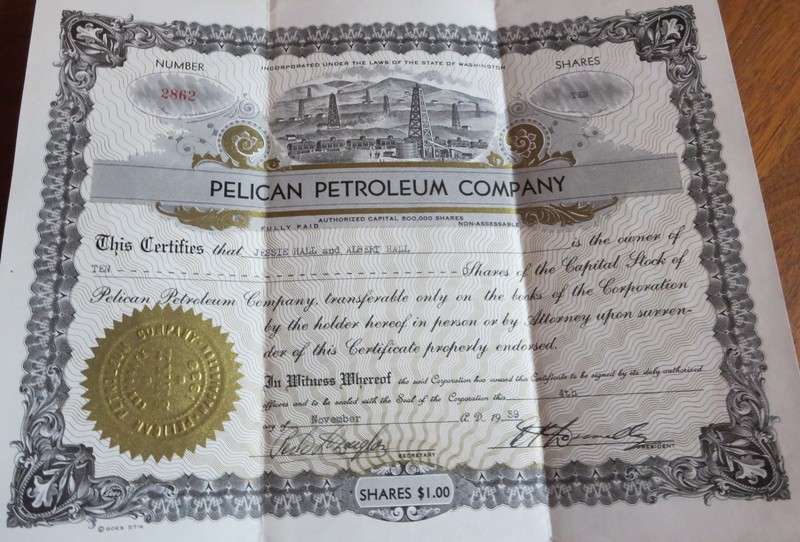 NUMBER
2862
INCORPORATED UNDER THE LAWS OF THE STATE OF WASHINGTON
SHARES
TEN
PELICAN PETROLEUM COMPANY
AUTHORIZED CAPITAL 500,000 SHARES
FULLY PAID NON-ASSESSABLE
This Certifies that JESSIE HALL and ALBERT HALL is the owner of
TEN Shares of the Capital Stock of
Pelican Petroleum Company, transferable only on the books of the Corporation
by the holder hereof in person or by Attorney upon surren-
der of this Certificate properly endorsed.
In Witness Whereof the said Corporation has caused this Certificate to be signed by its duly authorized
officers and to be sealed with the Seal of the Corporation this 4th
day of November A.D. 1939
SECRETARY
PRESIDENT
SHARES $1.00
© GOES 
PELICAN PETROLEUM COMPANY